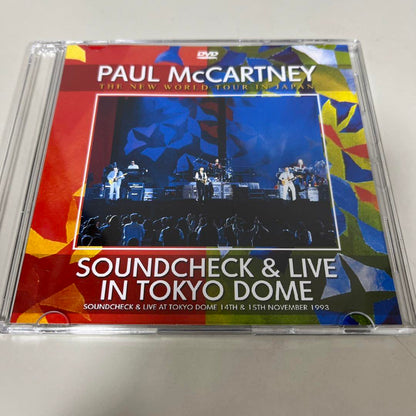 DVD
PAUL McCARTNEY
THE NEW WORLD TOUR IN JAPAN
SOUNDCHECK & LIVE
IN TOKYO DOME
SOUNDCHECK & LIVE AT TOKYO DOME 14TH & 15TH NOVEMBER 1993